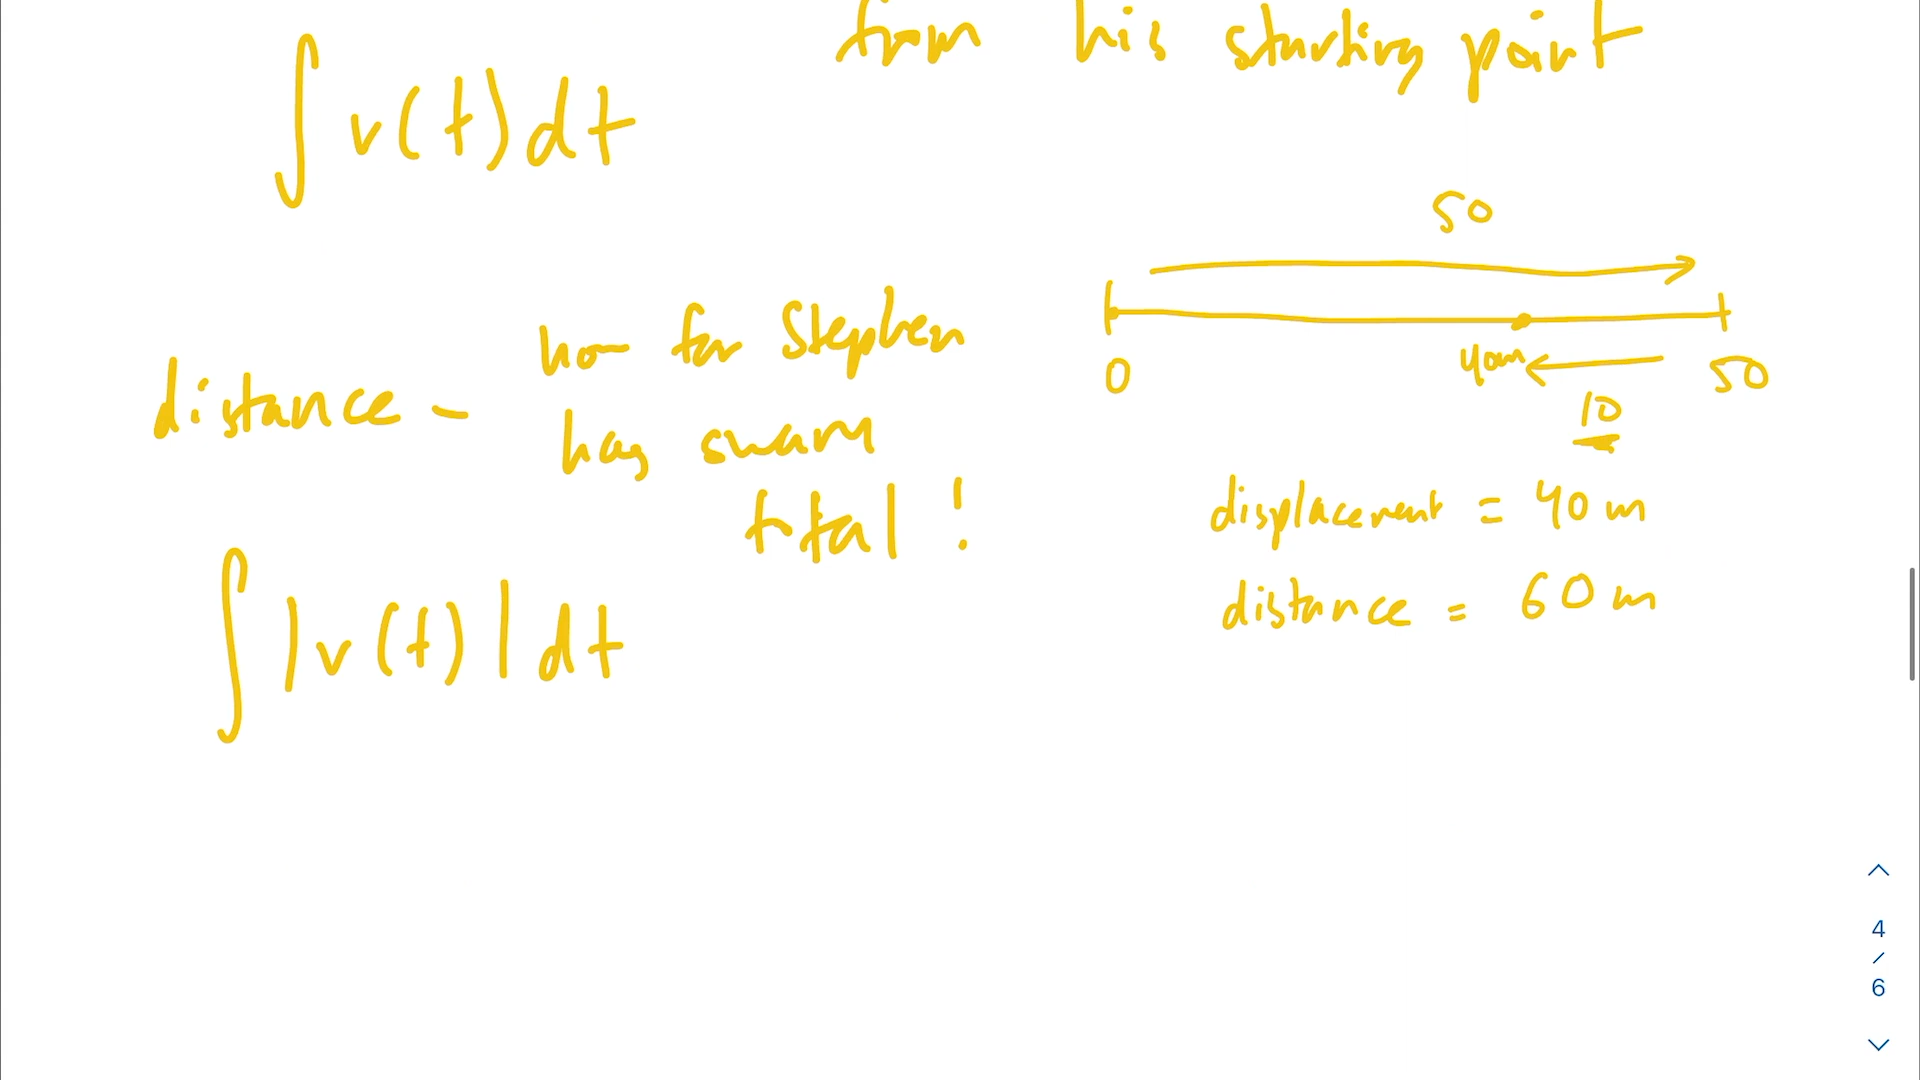 from his starting point
∫ v(t) dt
distance - how far Stephen
has swam
total !
∫ |v(t)| dt
50
0 40m 50
10
displacement = 40 m
distance = 60 m
4
/
6